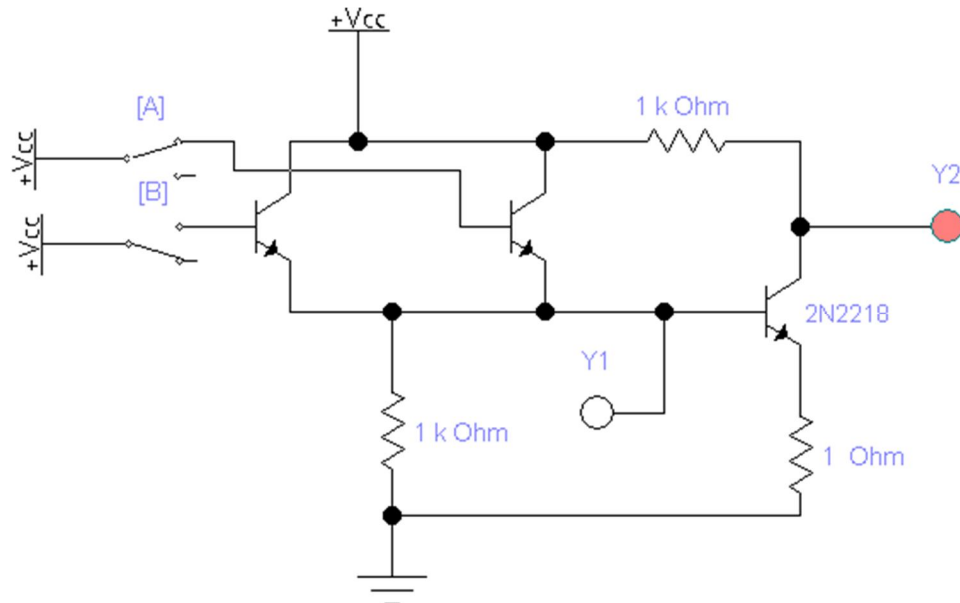 +Vcc
[A]
1 k Ohm
+Vcc
[B]
Y2
+Vcc
2N2218
Y1
1 k Ohm
1 Ohm